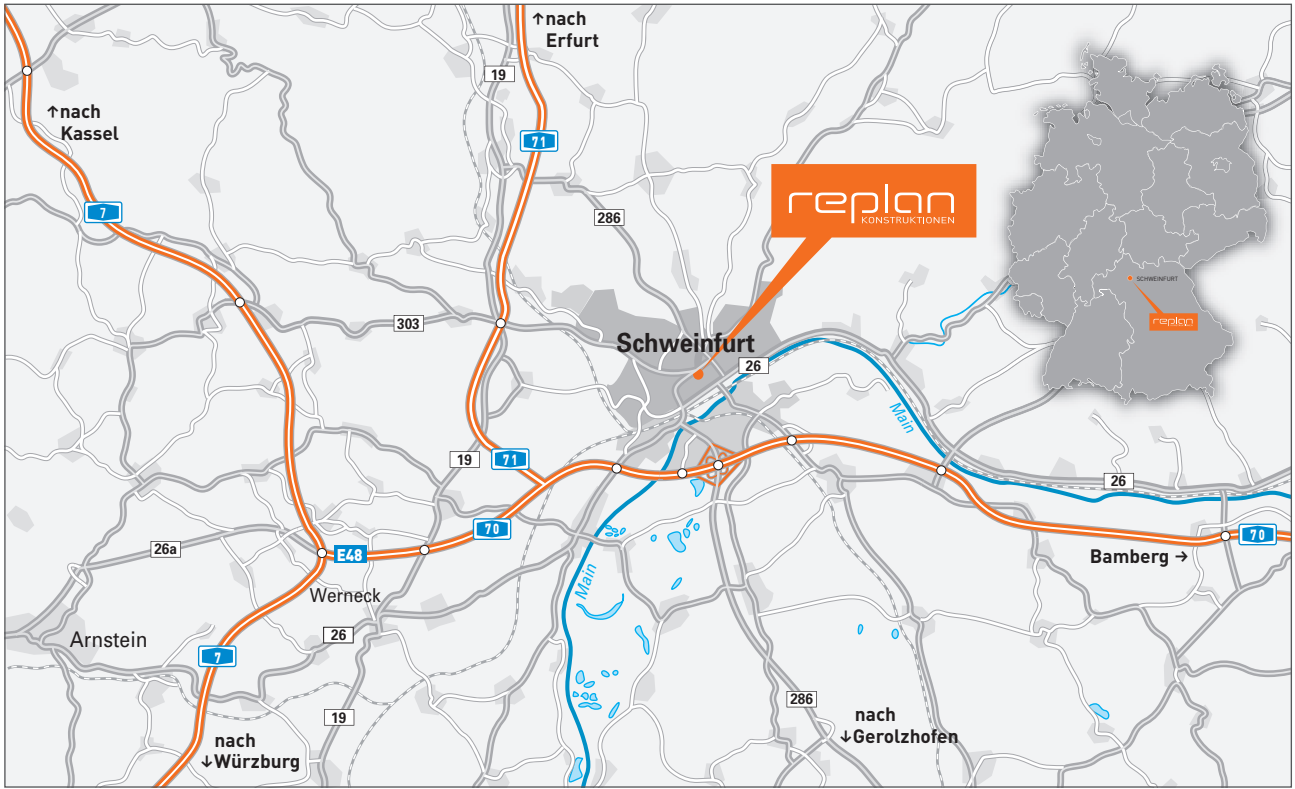 ↑nach
Erfurt
19
↑nach
Kassel
71
7
replan
KONSTRUKTIONEN
286
SCHWEINFURT
replan
303
Schweinfurt
26
Main
19
71
26
70
70
26a
E48
Bamberg →
Main
Werneck
26
Arnstein
7
286
19
nach
↓Gerolzhofen
nach
↓Würzburg